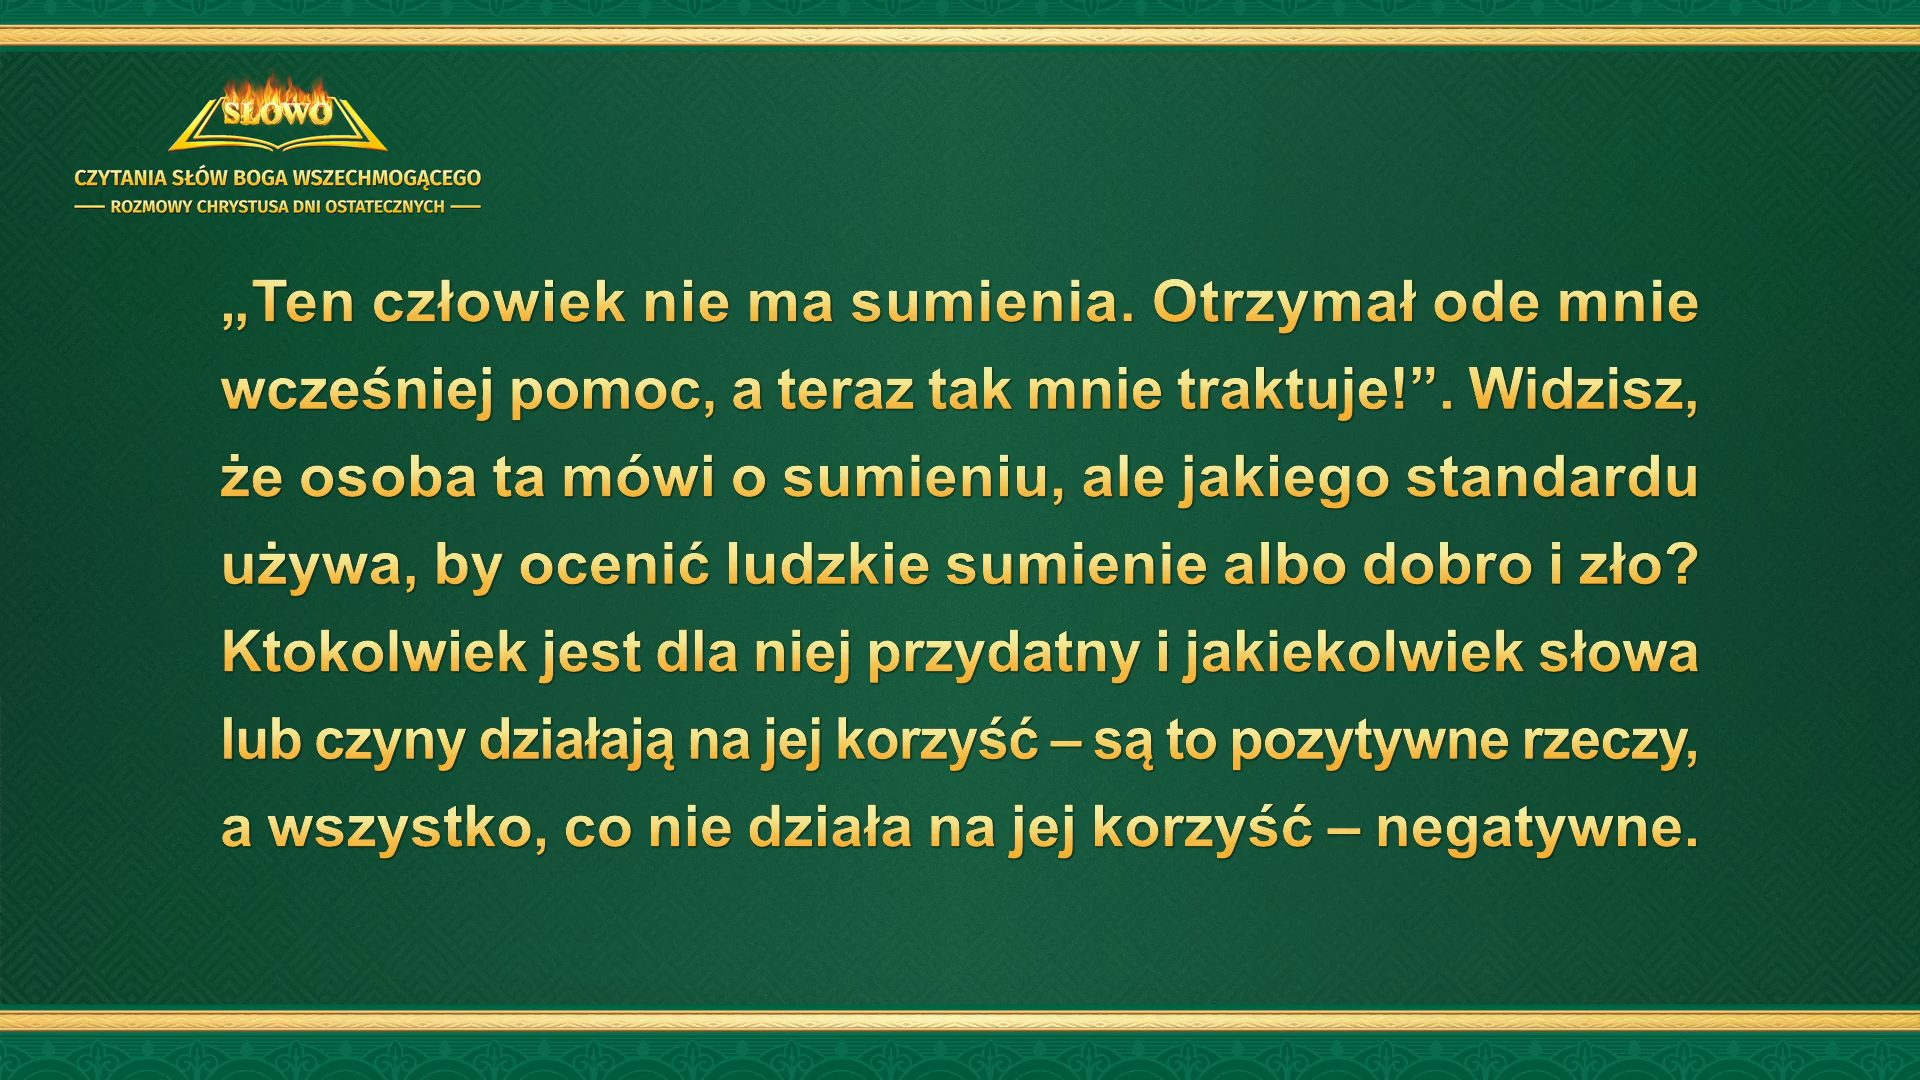 SŁOWO
CZYTANIA SŁÓW BOGA WSZECHMOGĄCEGO
ROZMOWY CHRYSTUSA DNI OSTATECZNYCH
„Ten człowiek nie ma sumienia. Otrzymał ode mnie
wcześniej pomoc, a teraz tak mnie traktuje!”. Widzisz,
że osoba ta mówi o sumieniu, ale jakiego standardu
używa, by ocenić ludzkie sumienie albo dobro i zło?
Ktokolwiek jest dla niej przydatny i jakiekolwiek słowa
lub czyny działają na jej korzyść – są to pozytywne rzeczy,
a wszystko, co nie działa na jej korzyść – negatywne.